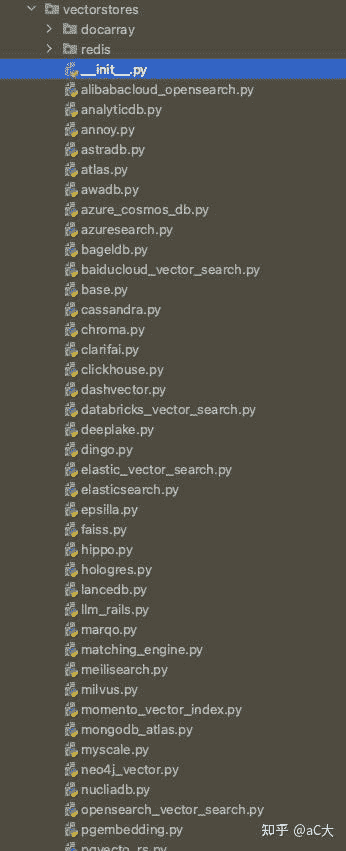 vectorstores
docarray
redis
__init__.py
alibabacloud_opensearch.py
analyticdb.py
annoy.py
astradb.py
atlas.py
awadb.py
azure_cosmos_db.py
azuresearch.py
bageldb.py
baiducloud_vector_search.py
base.py
cassandra.py
chroma.py
clarifai.py
clickhouse.py
dashvector.py
databricks_vector_search.py
deeplake.py
dingo.py
elastic_vector_search.py
elasticsearch.py
epsilla.py
faiss.py
hippo.py
hologres.py
lancedb.py
llm_rails.py
marqo.py
matching_engine.py
meilisearch.py
milvus.py
momento_vector_index.py
mongodb_atlas.py
myscale.py
neo4j_vector.py
nucliadb.py
opensearch_vector_search.py
pgembedding.py
知乎 @aC大
pgvecto_rs.py